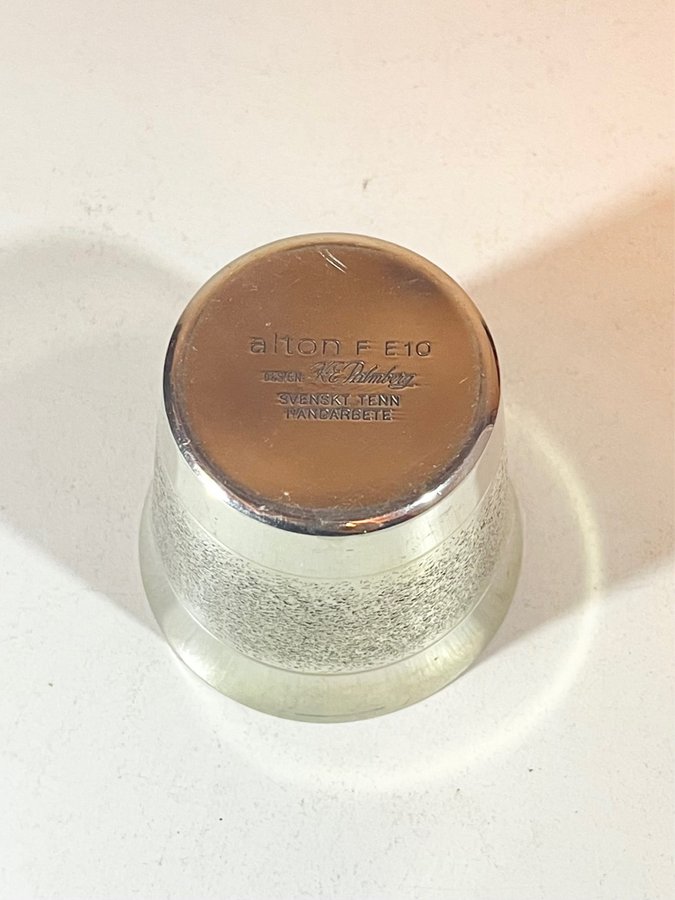 alton F E10
DESIGN: K-E Palmberg
SVENSKT TENN
HANDARBETE